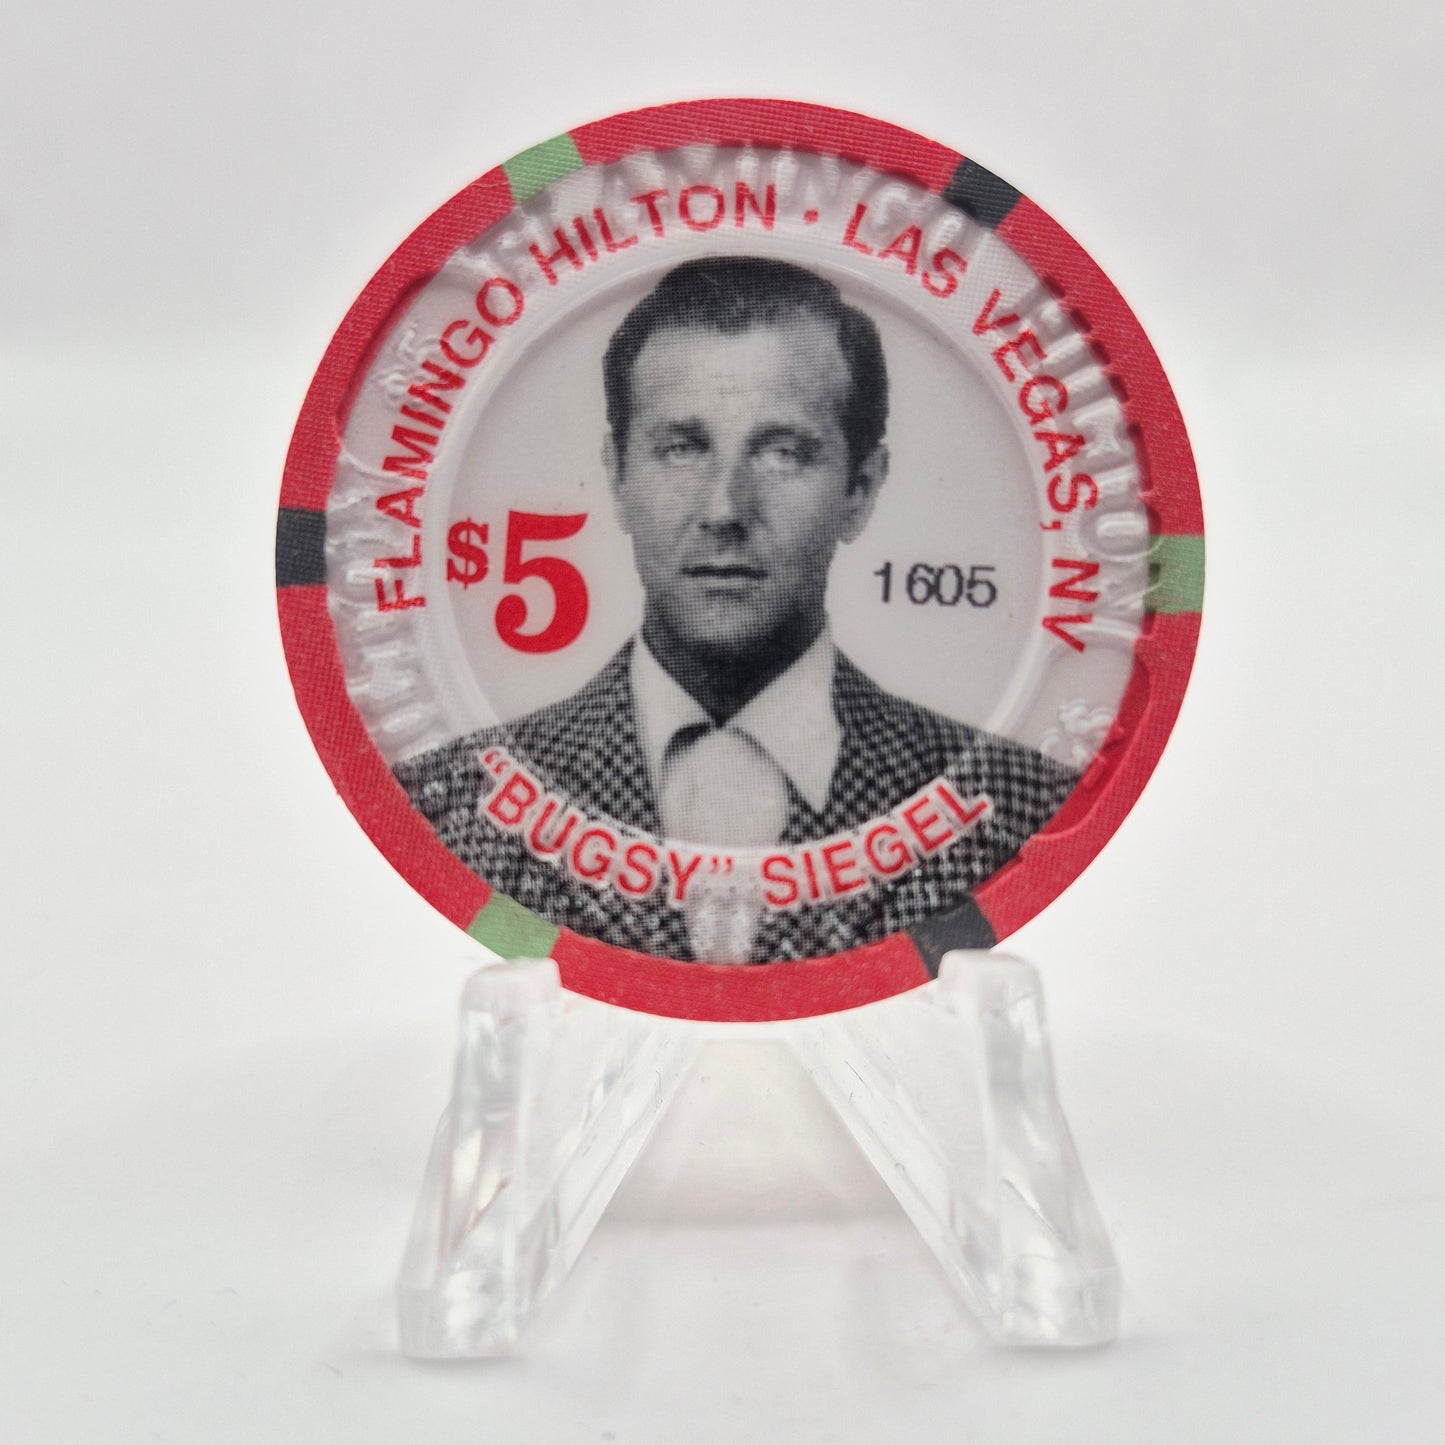 FLAMINGO HILTON • LAS VEGAS, NV
$5
1605
"BUGSY" SIEGEL